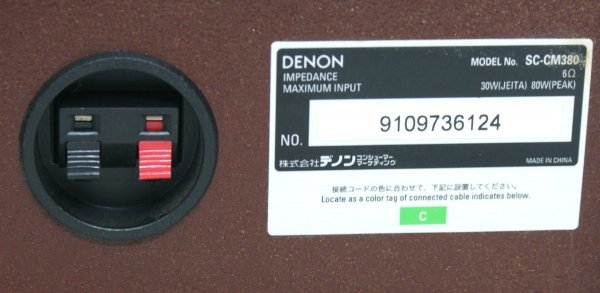 DENON
MODEL No. SC-CM380
IMPEDANCE 6Ω
MAXIMUM INPUT 30W(JEITA) 80W(PEAK)
NO. 9109736124
株式会社デノン コンシューマー マーケティング
MADE IN CHINA
接続コードの色に合わせて、下記に設置してください。
Locate as a color tag of connected cable indicates below.
C